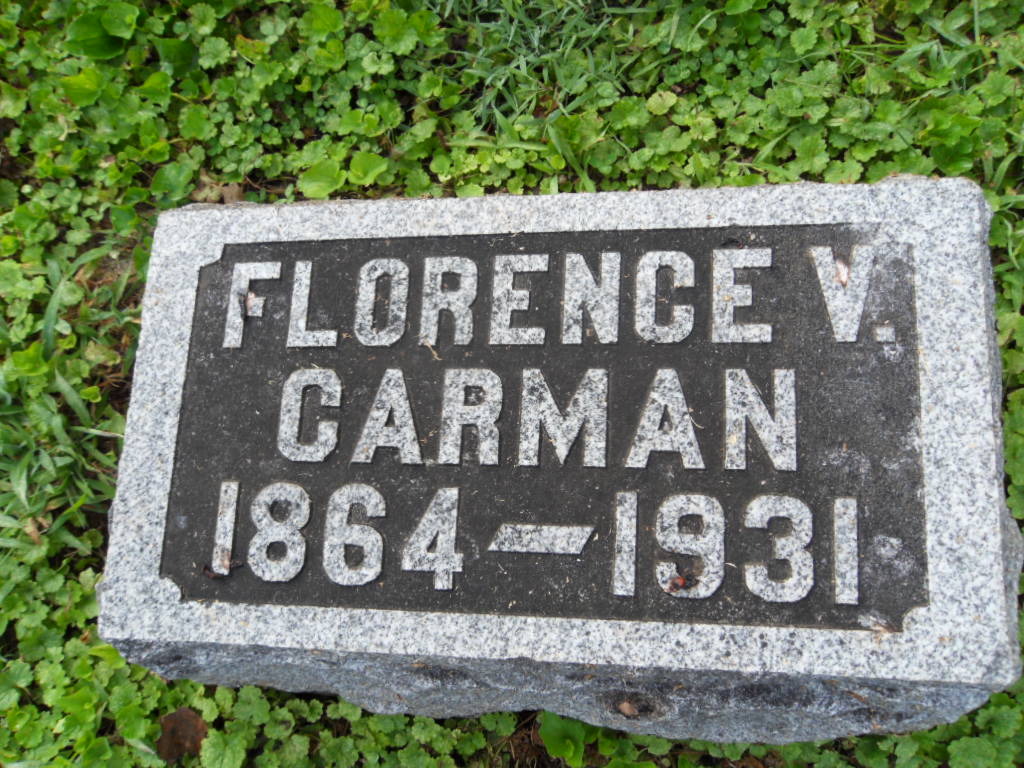 FLORENCE V.
CARMAN
1864 — 1931